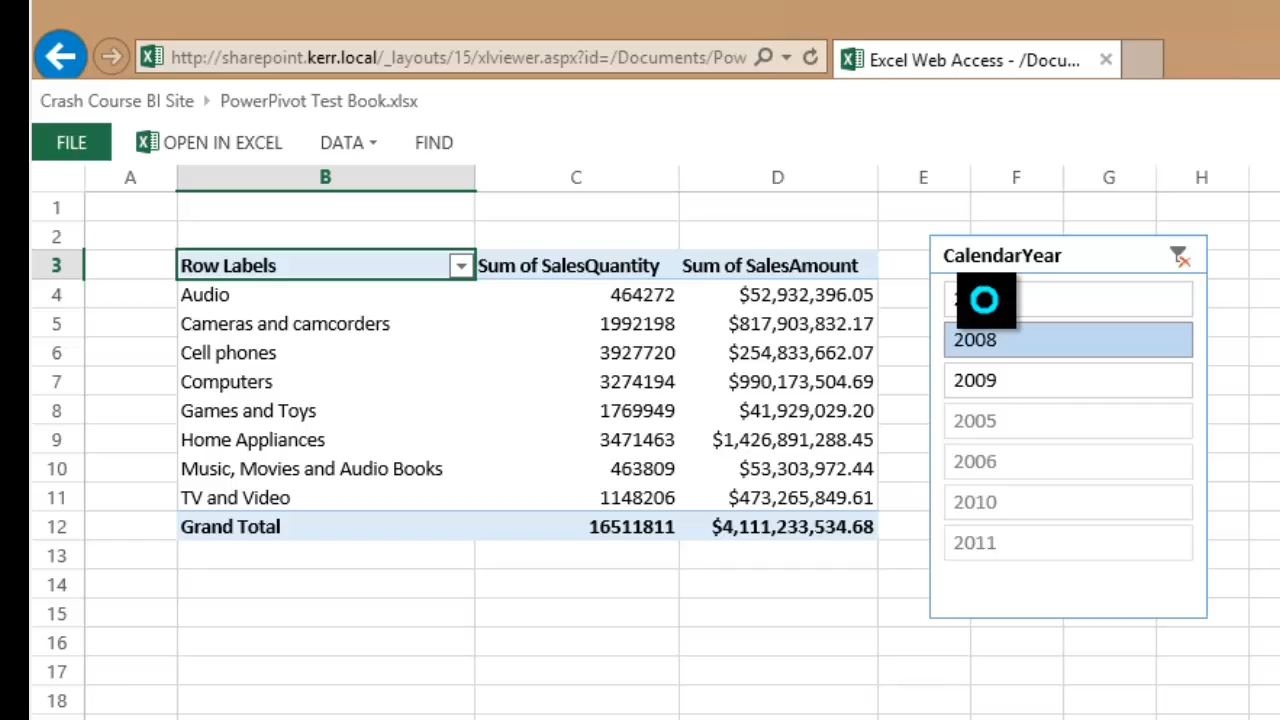 http://sharepoint.kerr.local/_layouts/15/xlviewer.aspx?id=/Documents/Pow
Excel Web Access - /Docu...
Crash Course BI Site PowerPivot Test Book.xlsx
FILE OPEN IN EXCEL DATA FIND
A B C D E F G H
1
2
3 Row Labels Sum of SalesQuantity Sum of SalesAmount
4 Audio 464272 $52,932,396.05
5 Cameras and camcorders 1992198 $817,903,832.17
6 Cell phones 3927720 $254,833,662.07
7 Computers 3274194 $990,173,504.69
8 Games and Toys 1769949 $41,929,029.20
9 Home Appliances 3471463 $1,426,891,288.45
10 Music, Movies and Audio Books 463809 $53,303,972.44
11 TV and Video 1148206 $473,265,849.61
12 Grand Total 16511811 $4,111,233,534.68
13
14
15
16
17
18
CalendarYear
2008
2009
2005
2006
2010
2011